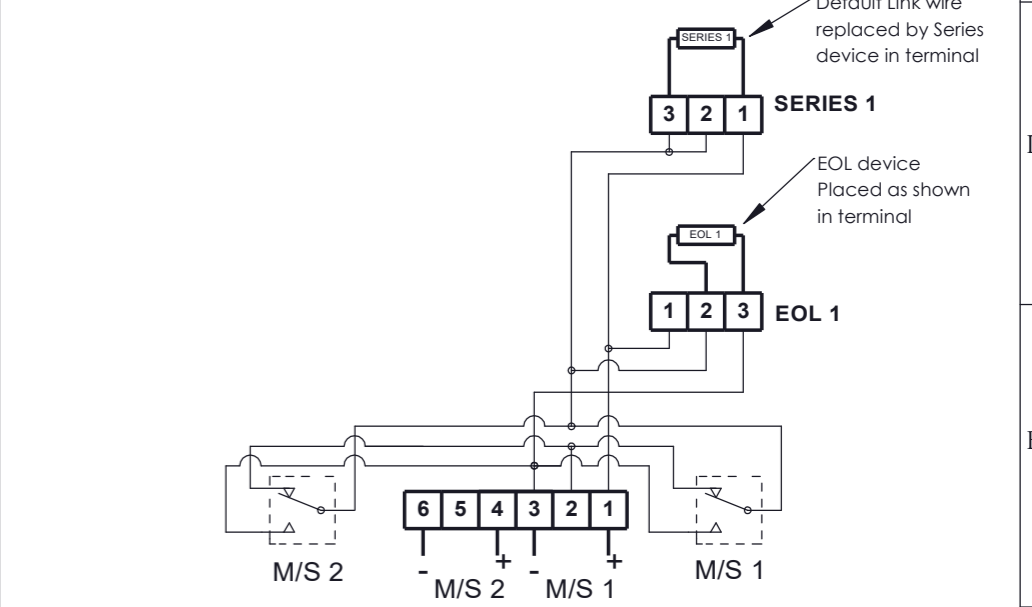 Default Link wire
replaced by Series
device in terminal
SERIES 1
3 2 1
SERIES 1
EOL device
Placed as shown
in terminal
EOL 1
1 2 3
EOL 1
6 5 4 3 2 1
- + - +
M/S 2
M/S 2 M/S 1
M/S 1